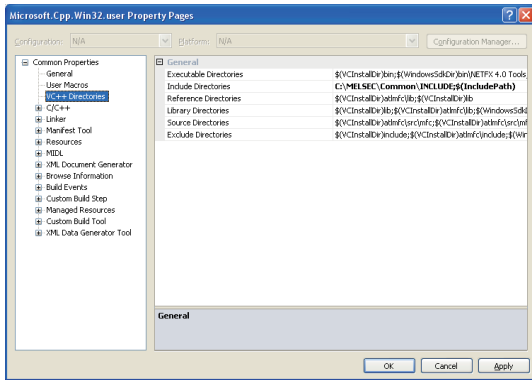 Microsoft.Cpp.Win32.user Property Pages
Configuration: N/A Platform: N/A Configuration Manager...
Common Properties
General
User Macros
VC++ Directories
C/C++
Linker
Manifest Tool
Resources
MIDL
XML Document Generator
Browse Information
Build Events
Custom Build Step
Managed Resources
Custom Build Tool
XML Data Generator Tool
General
Executable Directories $(VCInstallDir)bin;$(WindowsSdkDir)bin\NETFX 4.0 Tools
Include Directories C:\MELSEC\Common\INCLUDE;$(IncludePath)
Reference Directories $(VCInstallDir)atlmfc\lib;$(VCInstallDir)lib
Library Directories $(VCInstallDir)lib;$(VCInstallDir)atlmfc\lib;$(WindowsSdkD
Source Directories $(VCInstallDir)atlmfc\src\mfc;$(VCInstallDir)atlmfc\src\mf
Exclude Directories $(VCInstallDir)include;$(VCInstallDir)atlmfc\include;$(Win
General
OK Cancel Apply